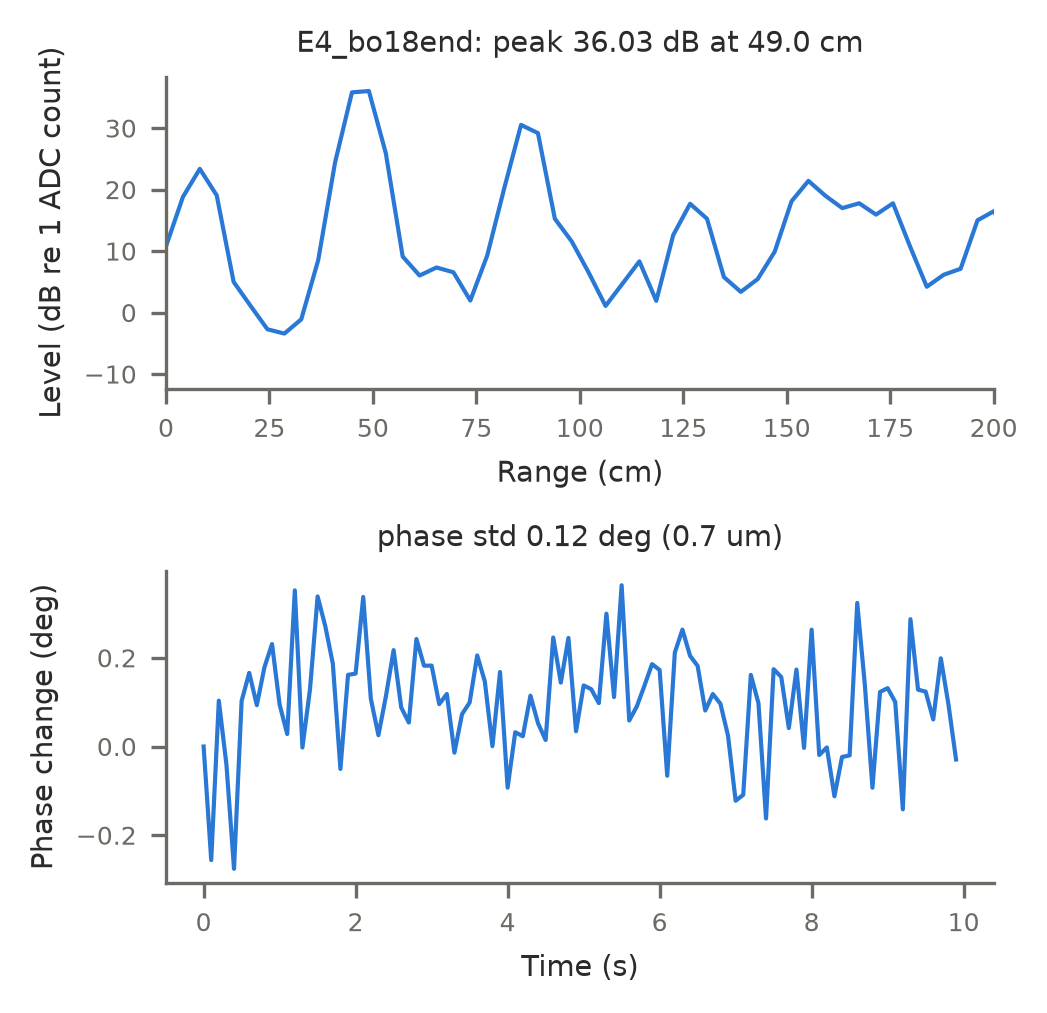 E4_bo18end: peak 36.03 dB at 49.0 cm
Level (dB re 1 ADC count)
30
20
10
0
−10
0 25 50 75 100 125 150 175 200
Range (cm)
phase std 0.12 deg (0.7 um)
Phase change (deg)
0.2
0.0
−0.2
0 2 4 6 8 10
Time (s)